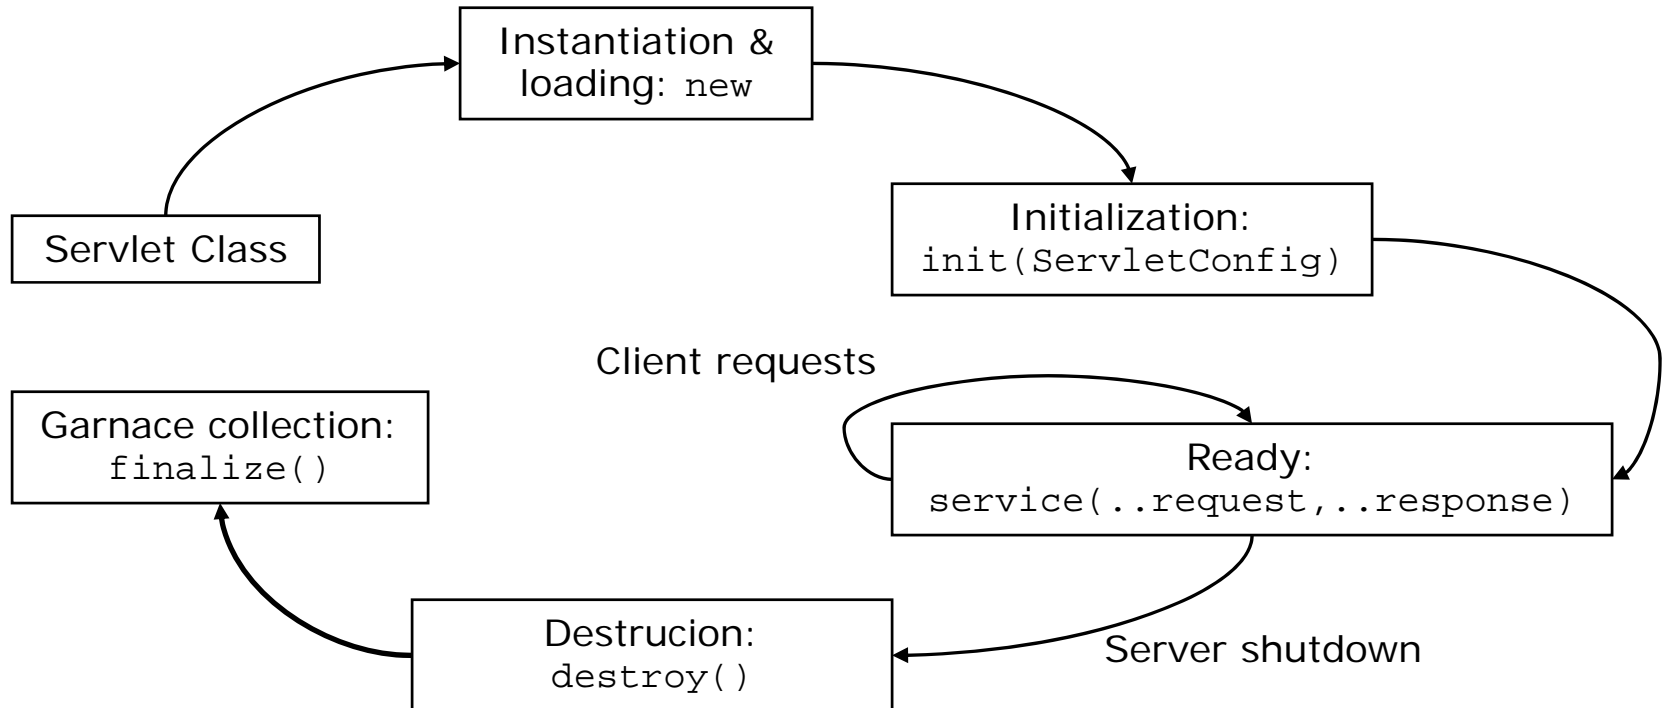 Instantiation &
loading: new
Servlet Class
Initialization:
init(ServletConfig)
Client requests
Garnace collection:
finalize()
Ready:
service(..request,..response)
Destrucion:
destroy()
Server shutdown